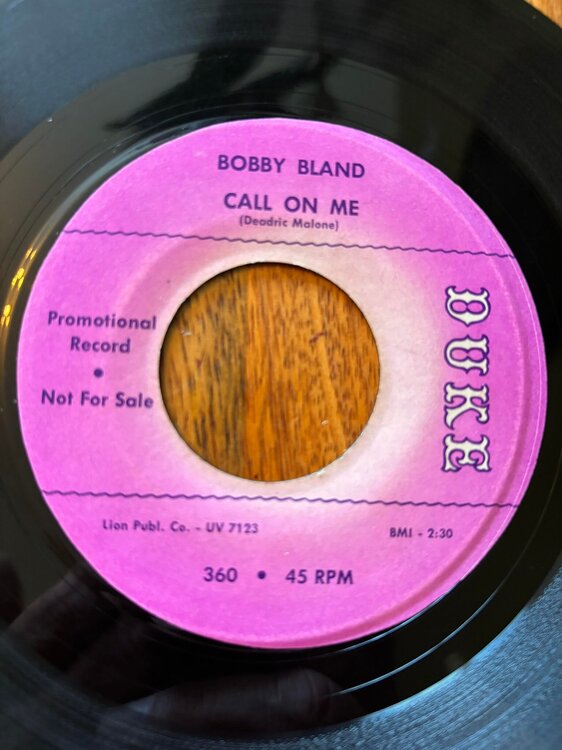 BOBBY BLAND
CALL ON ME
(Deadric Malone)
Promotional
Record
•
Not For Sale
DUKE
Lion Publ. Co. - UV 7123
BMI - 2:30
360 • 45 RPM